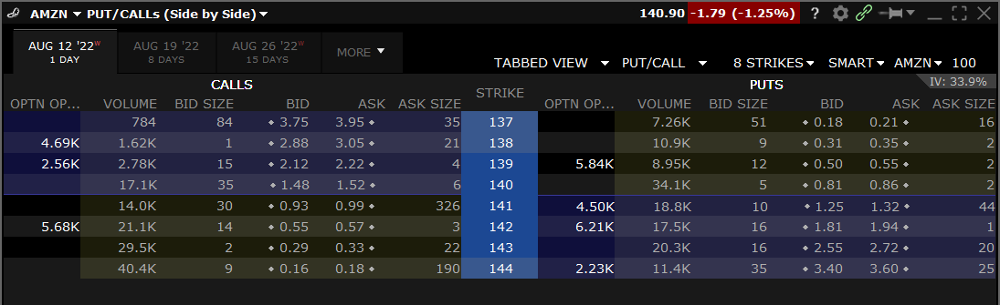 AMZN PUT/CALLs (Side by Side) 140.90 -1.79 (-1.25%) ?
AUG 12 '22W AUG 19 '22 AUG 26 '22W MORE
1 DAY 8 DAYS 15 DAYS
TABBED VIEW PUT/CALL 8 STRIKES SMART AMZN 100
CALLS STRIKE PUTS IV: 33.9%
OPTN OP... VOLUME BID SIZE BID ASK ASK SIZE OPTN OP... VOLUME BID SIZE BID ASK ASK SIZE
784 84 3.75 3.95 35 137 7.26K 51 0.18 0.21 16
4.69K 1.62K 1 2.88 3.05 21 138 10.9K 9 0.31 0.35 2
2.56K 2.78K 15 2.12 2.22 4 139 5.84K 8.95K 12 0.50 0.55 2
17.1K 35 1.48 1.52 6 140 34.1K 5 0.81 0.86 2
14.0K 30 0.93 0.99 326 141 4.50K 18.8K 10 1.25 1.32 44
5.68K 21.1K 14 0.55 0.57 3 142 6.21K 17.5K 16 1.81 1.94 1
29.5K 2 0.29 0.33 22 143 20.3K 16 2.55 2.72 20
40.4K 9 0.16 0.18 190 144 2.23K 11.4K 35 3.40 3.60 25